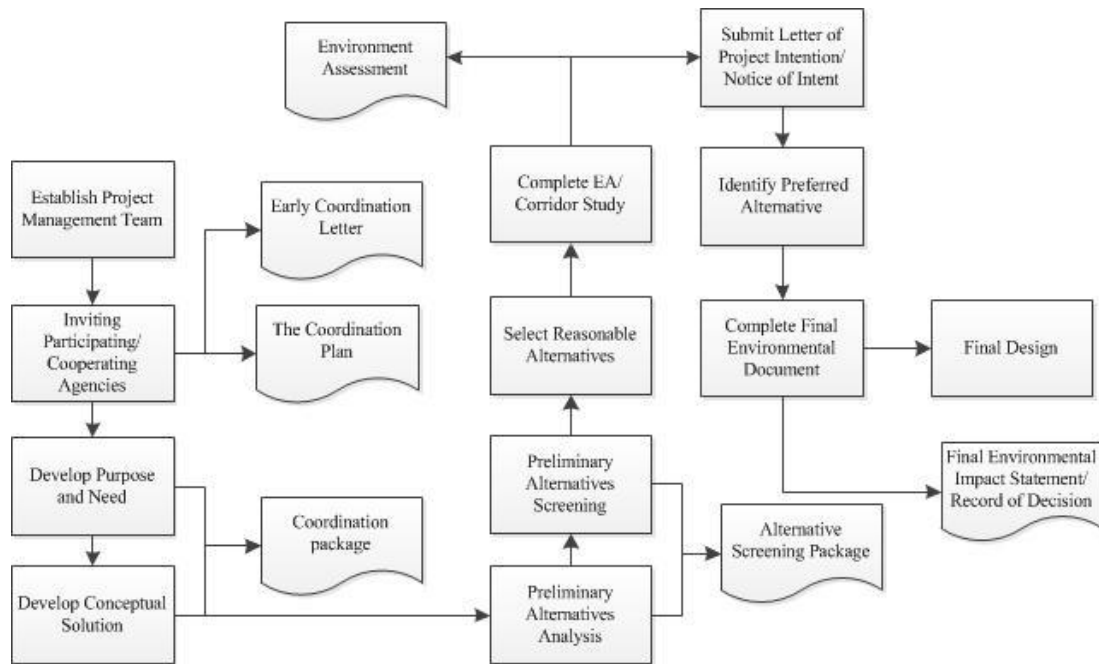 Environment
Assessment
Submit Letter of
Project Intention/
Notice of Intent
Establish Project
Management Team
Early Coordination
Letter
Complete EA/
Corridor Study
Identify Preferred
Alternative
Inviting
Participating/
Cooperating
Agencies
The Coordination
Plan
Select Reasonable
Alternatives
Complete Final
Environmental
Document
Final Design
Develop Purpose
and Need
Coordination
package
Preliminary
Alternatives
Screening
Alternative
Screening Package
Final Environmental
Impact Statement/
Record of Decision
Develop Conceptual
Solution
Preliminary
Alternatives
Analysis